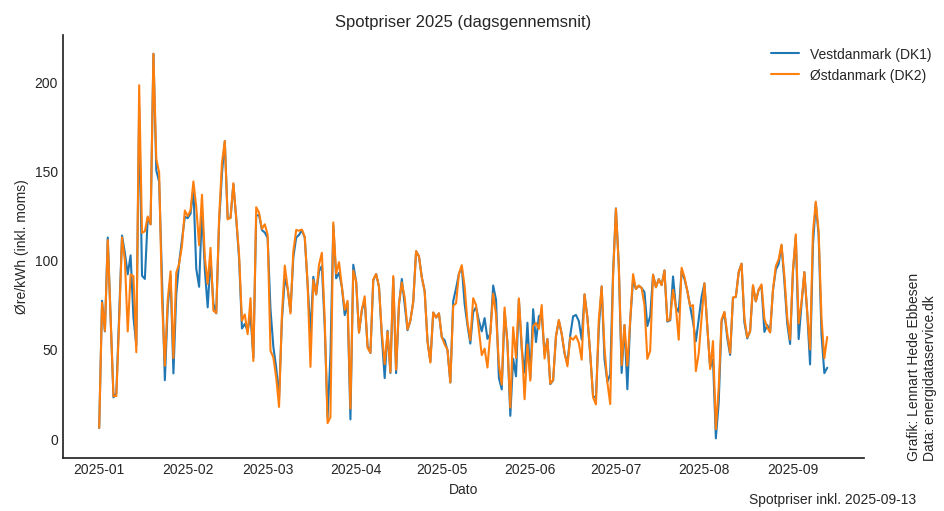 Spotpriser 2025 (dagsgennemsnit)
Vestdanmark (DK1)
Østdanmark (DK2)
Øre/kWh (inkl. moms)
200
150
100
50
0
2025-01
2025-02
2025-03
2025-04
2025-05
2025-06
2025-07
2025-08
2025-09
Dato
Grafik: Lennart Hede Ebbesen
Data: energidataservice.dk
Spotpriser inkl. 2025-09-13